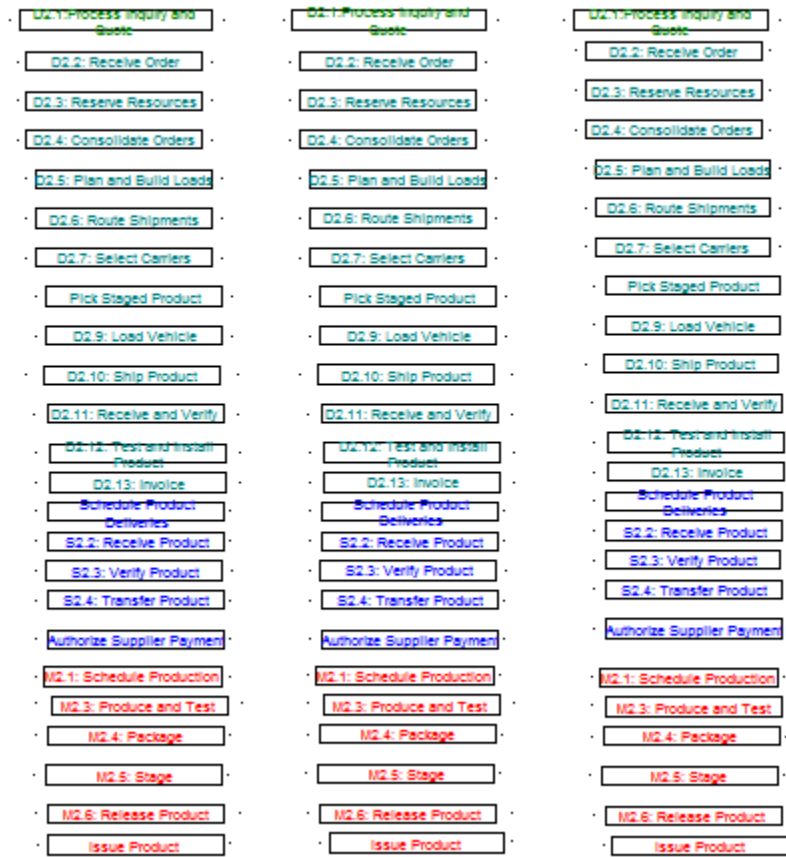 D2.1:Process Inquiry and
Quote
D2.2: Receive Order
D2.3: Reserve Resources
D2.4: Consolidate Orders
D2.5: Plan and Build Loads
D2.6: Route Shipments
D2.7: Select Carriers
Pick Staged Product
D2.9: Load Vehicle
D2.10: Ship Product
D2.11: Receive and Verify
D2.12: Test and Install
Product
D2.13: Invoice
Schedule Product
Deliveries
S2.2: Receive Product
S2.3: Verify Product
S2.4: Transfer Product
Authorize Supplier Payment
M2.1: Schedule Production
M2.3: Produce and Test
M2.4: Package
M2.5: Stage
M2.6: Release Product
Issue Product
D2.1:Process Inquiry and
Quote
D2.2: Receive Order
D2.3: Reserve Resources
D2.4: Consolidate Orders
D2.5: Plan and Build Loads
D2.6: Route Shipments
D2.7: Select Carriers
Pick Staged Product
D2.9: Load Vehicle
D2.10: Ship Product
D2.11: Receive and Verify
D2.12: Test and Install
Product
D2.13: Invoice
Schedule Product
Deliveries
S2.2: Receive Product
S2.3: Verify Product
S2.4: Transfer Product
Authorize Supplier Payment
M2.1: Schedule Production
M2.3: Produce and Test
M2.4: Package
M2.5: Stage
M2.6: Release Product
Issue Product
D2.1:Process Inquiry and
Quote
D2.2: Receive Order
D2.3: Reserve Resources
D2.4: Consolidate Orders
D2.5: Plan and Build Loads
D2.6: Route Shipments
D2.7: Select Carriers
Pick Staged Product
D2.9: Load Vehicle
D2.10: Ship Product
D2.11: Receive and Verify
D2.12: Test and Install
Product
D2.13: Invoice
Schedule Product
Deliveries
S2.2: Receive Product
S2.3: Verify Product
S2.4: Transfer Product
Authorize Supplier Payment
M2.1: Schedule Production
M2.3: Produce and Test
M2.4: Package
M2.5: Stage
M2.6: Release Product
Issue Product